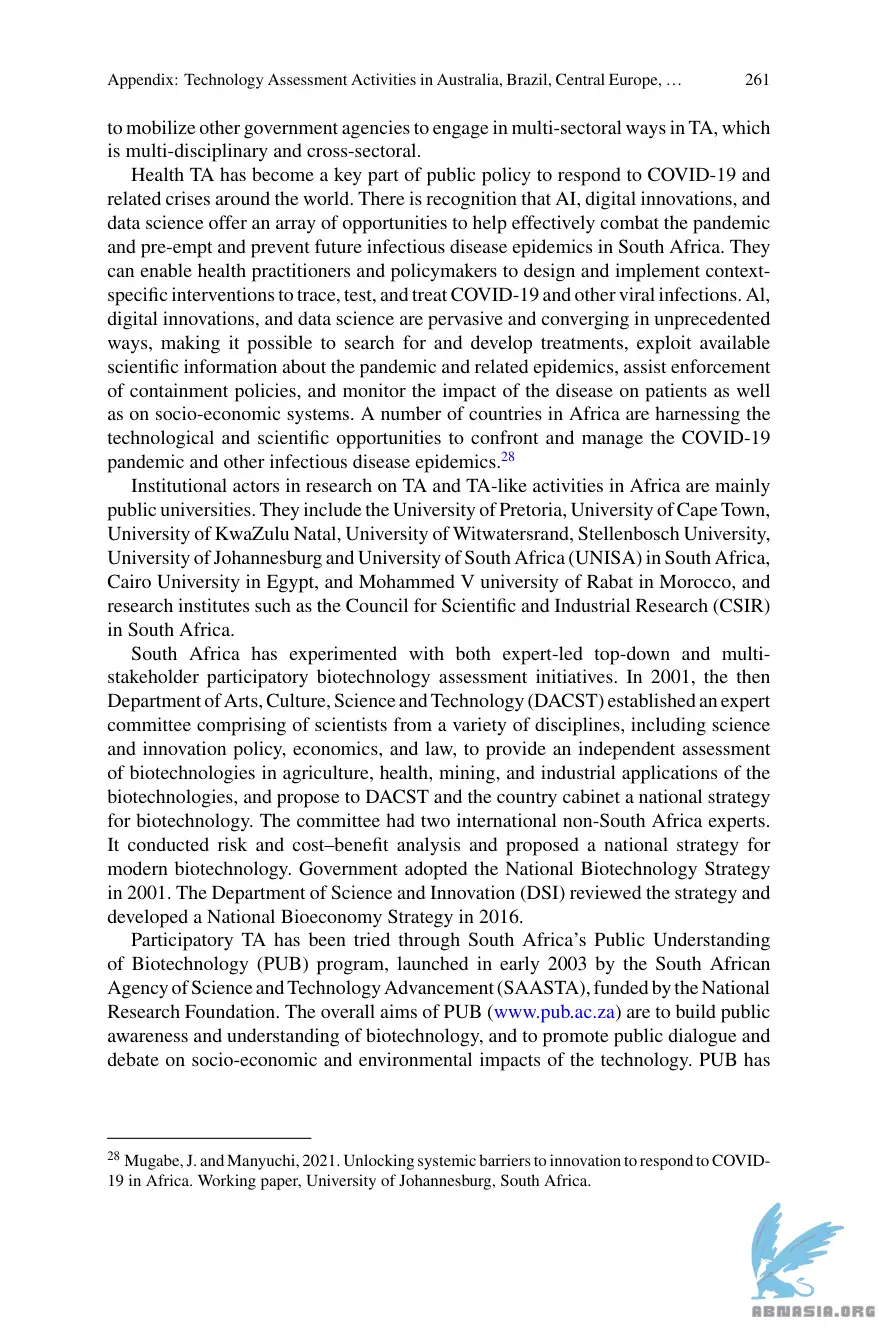 Appendix: Technology Assessment Activities in Australia, Brazil, Central Europe, … 261
to mobilize other government agencies to engage in multi-sectoral ways in TA, which
is multi-disciplinary and cross-sectoral.
Health TA has become a key part of public policy to respond to COVID-19 and
related crises around the world. There is recognition that AI, digital innovations, and
data science offer an array of opportunities to help effectively combat the pandemic
and pre-empt and prevent future infectious disease epidemics in South Africa. They
can enable health practitioners and policymakers to design and implement context-
specific interventions to trace, test, and treat COVID-19 and other viral infections. Al,
digital innovations, and data science are pervasive and converging in unprecedented
ways, making it possible to search for and develop treatments, exploit available
scientific information about the pandemic and related epidemics, assist enforcement
of containment policies, and monitor the impact of the disease on patients as well
as on socio-economic systems. A number of countries in Africa are harnessing the
technological and scientific opportunities to confront and manage the COVID-19
pandemic and other infectious disease epidemics.28
Institutional actors in research on TA and TA-like activities in Africa are mainly
public universities. They include the University of Pretoria, University of Cape Town,
University of KwaZulu Natal, University of Witwatersrand, Stellenbosch University,
University of Johannesburg and University of South Africa (UNISA) in South Africa,
Cairo University in Egypt, and Mohammed V university of Rabat in Morocco, and
research institutes such as the Council for Scientific and Industrial Research (CSIR)
in South Africa.
South Africa has experimented with both expert-led top-down and multi-
stakeholder participatory biotechnology assessment initiatives. In 2001, the then
Department of Arts, Culture, Science and Technology (DACST) established an expert
committee comprising of scientists from a variety of disciplines, including science
and innovation policy, economics, and law, to provide an independent assessment
of biotechnologies in agriculture, health, mining, and industrial applications of the
biotechnologies, and propose to DACST and the country cabinet a national strategy
for biotechnology. The committee had two international non-South Africa experts.
It conducted risk and cost–benefit analysis and proposed a national strategy for
modern biotechnology. Government adopted the National Biotechnology Strategy
in 2001. The Department of Science and Innovation (DSI) reviewed the strategy and
developed a National Bioeconomy Strategy in 2016.
Participatory TA has been tried through South Africa’s Public Understanding
of Biotechnology (PUB) program, launched in early 2003 by the South African
Agency of Science and Technology Advancement (SAASTA), funded by the National
Research Foundation. The overall aims of PUB (www.pub.ac.za) are to build public
awareness and understanding of biotechnology, and to promote public dialogue and
debate on socio-economic and environmental impacts of the technology. PUB has
28 Mugabe, J. and Manyuchi, 2021. Unlocking systemic barriers to innovation to respond to COVID-
19 in Africa. Working paper, University of Johannesburg, South Africa.
ABNASIA.ORG